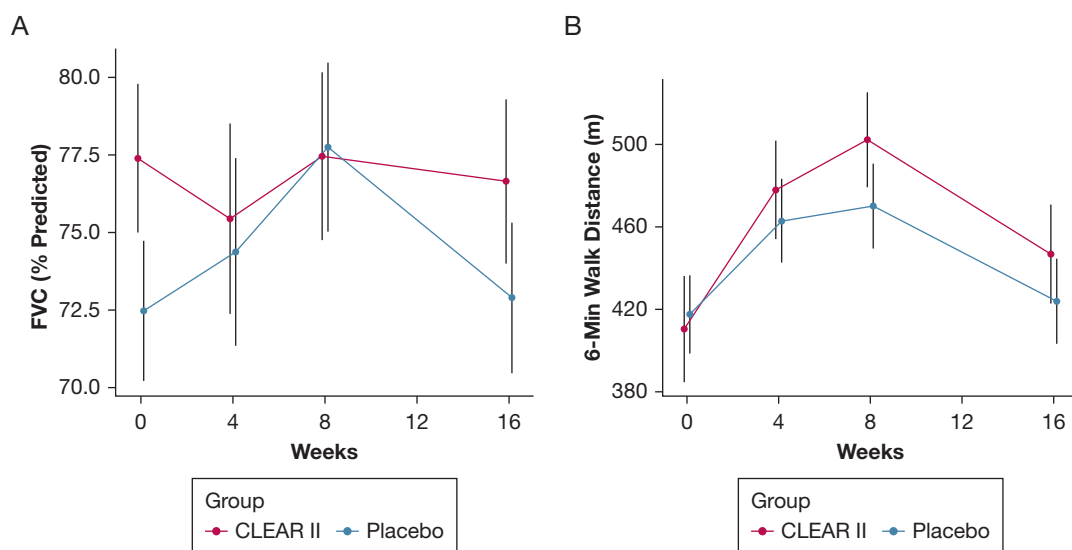 A
FVC (% Predicted)
80.0
77.5
75.0
72.5
70.0
0 4 8 12 16
Weeks
Group
CLEAR II Placebo
B
6-Min Walk Distance (m)
500
460
420
380
0 4 8 12 16
Weeks
Group
CLEAR II Placebo